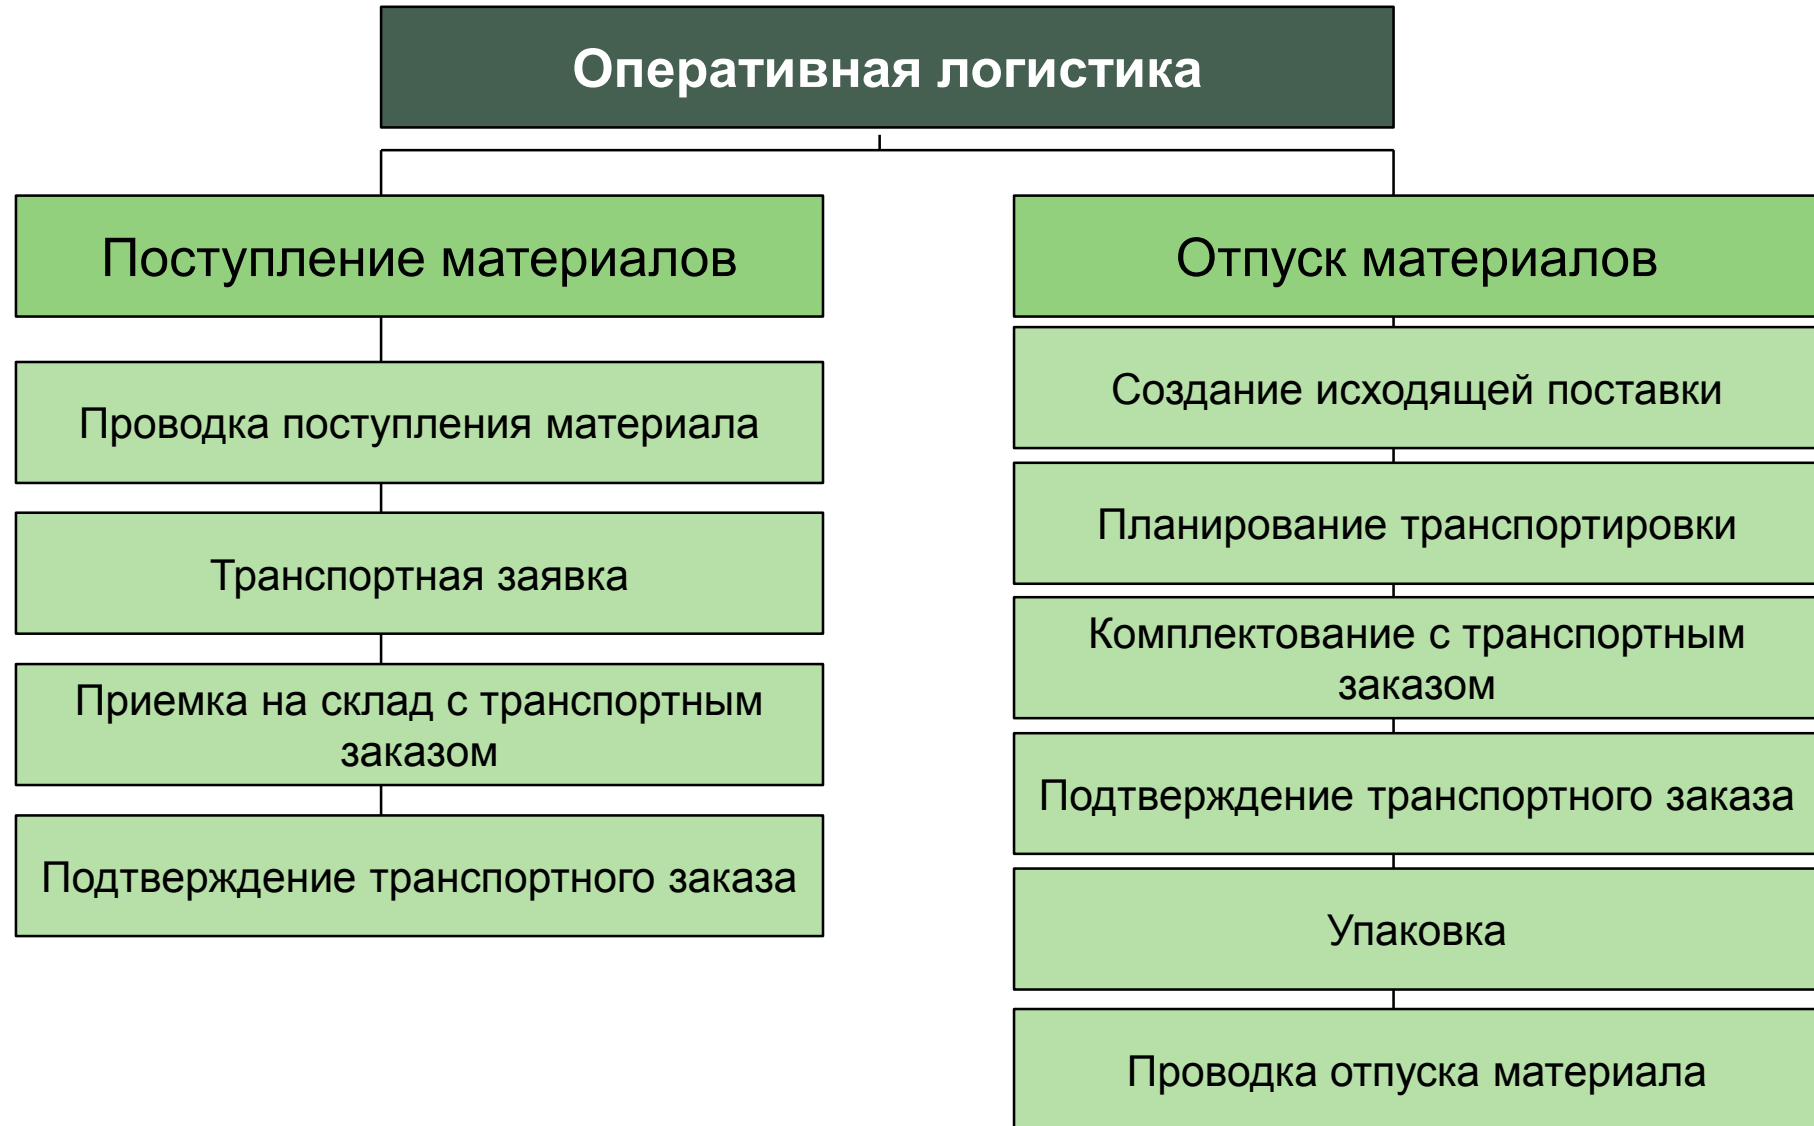 Оперативная логистика
Поступление материалов
Проводка поступления материала
Транспортная заявка
Приемка на склад с транспортным
заказом
Подтверждение транспортного заказа
Отпуск материалов
Создание исходящей поставки
Планирование транспортировки
Комплектование с транспортным
заказом
Подтверждение транспортного заказа
Упаковка
Проводка отпуска материала